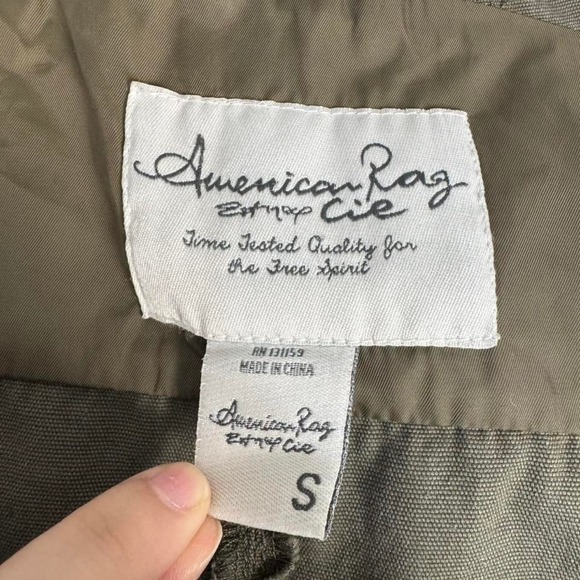 American Rag
Cie
Time Tested Quality for
the Free Spirit
RN 131159
MADE IN CHINA
American Rag
Cie
S